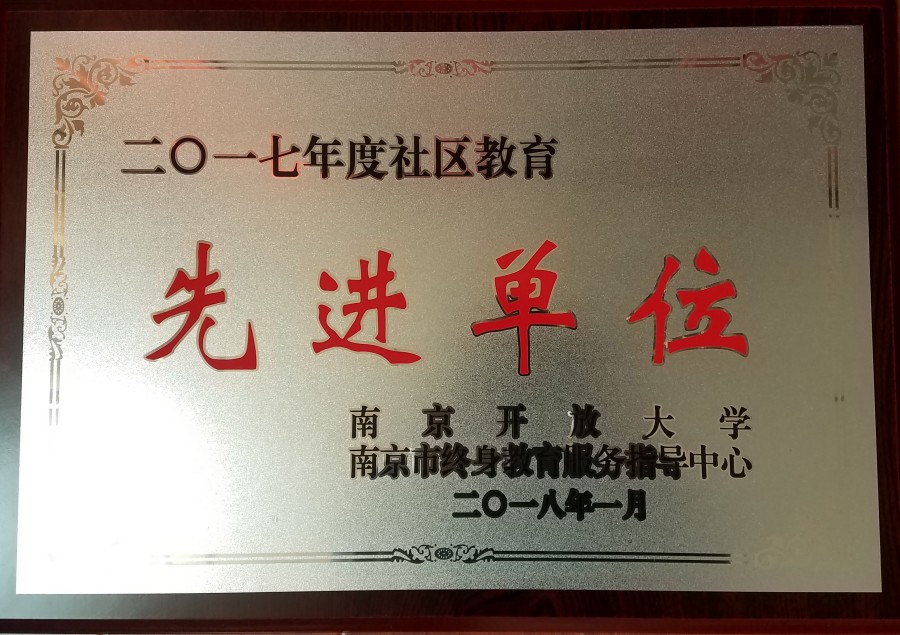 二〇一七年度社区教育
先进单位
南京开放大学
南京市终身教育服务指导中心
二〇一八年一月